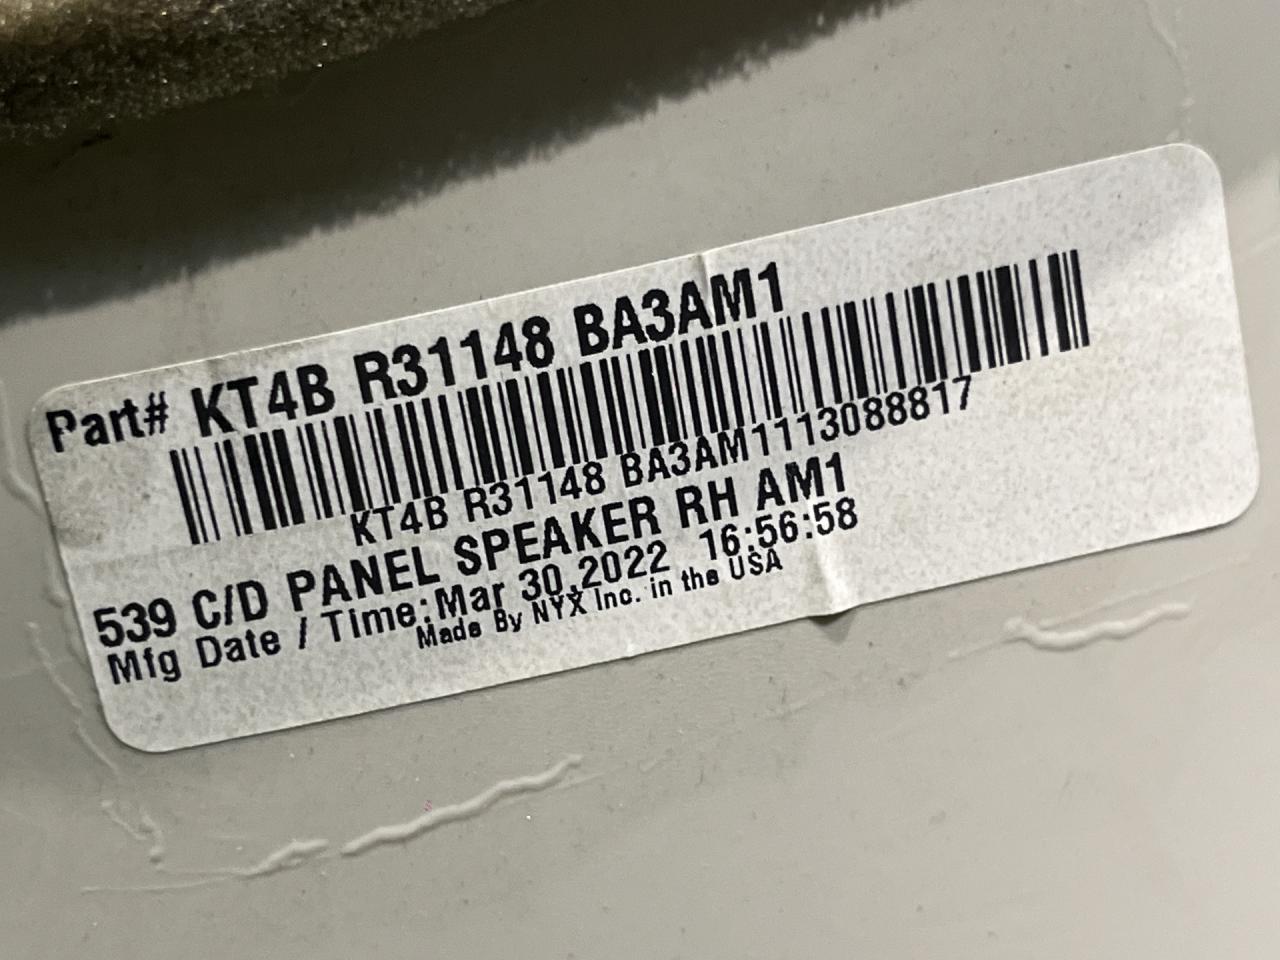 Part# KT4B R31148 BA3AM1
KT4B R31148 BA3AM1113088817
539 C/D PANEL SPEAKER RH AM1
Mfg Date / Time:Mar 30,2022 16:56:58
Made By NYX Inc. in the USA